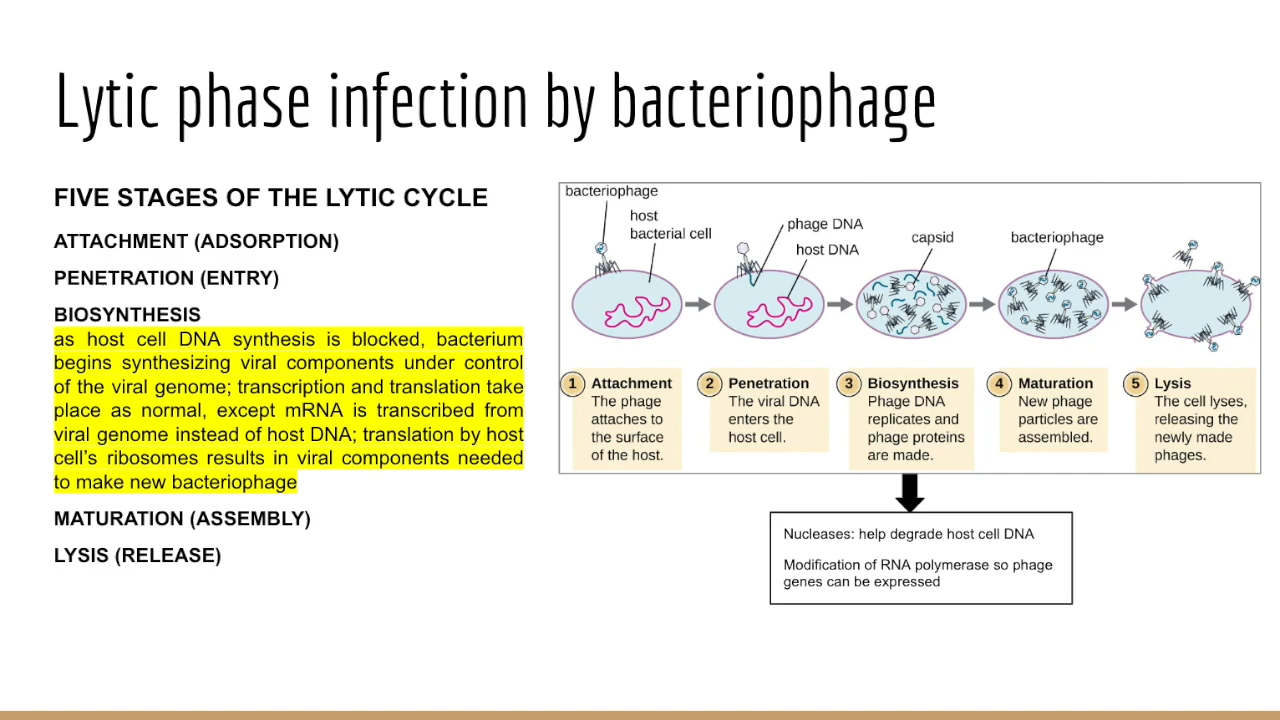 Lytic phase infection by bacteriophage
FIVE STAGES OF THE LYTIC CYCLE
ATTACHMENT (ADSORPTION)
PENETRATION (ENTRY)
BIOSYNTHESIS
as host cell DNA synthesis is blocked, bacterium
begins synthesizing viral components under control
of the viral genome; transcription and translation take
place as normal, except mRNA is transcribed from
viral genome instead of host DNA; translation by host
cell's ribosomes results in viral components needed
to make new bacteriophage
MATURATION (ASSEMBLY)
LYSIS (RELEASE)
bacteriophage
host
bacterial cell
phage DNA
host DNA
capsid
bacteriophage
1 Attachment
The phage
attaches to
the surface
of the host.
2 Penetration
The viral DNA
enters the
host cell.
3 Biosynthesis
Phage DNA
replicates and
phage proteins
are made.
4 Maturation
New phage
particles are
assembled.
5 Lysis
The cell lyses,
releasing the
newly made
phages.
Nucleases: help degrade host cell DNA
Modification of RNA polymerase so phage
genes can be expressed